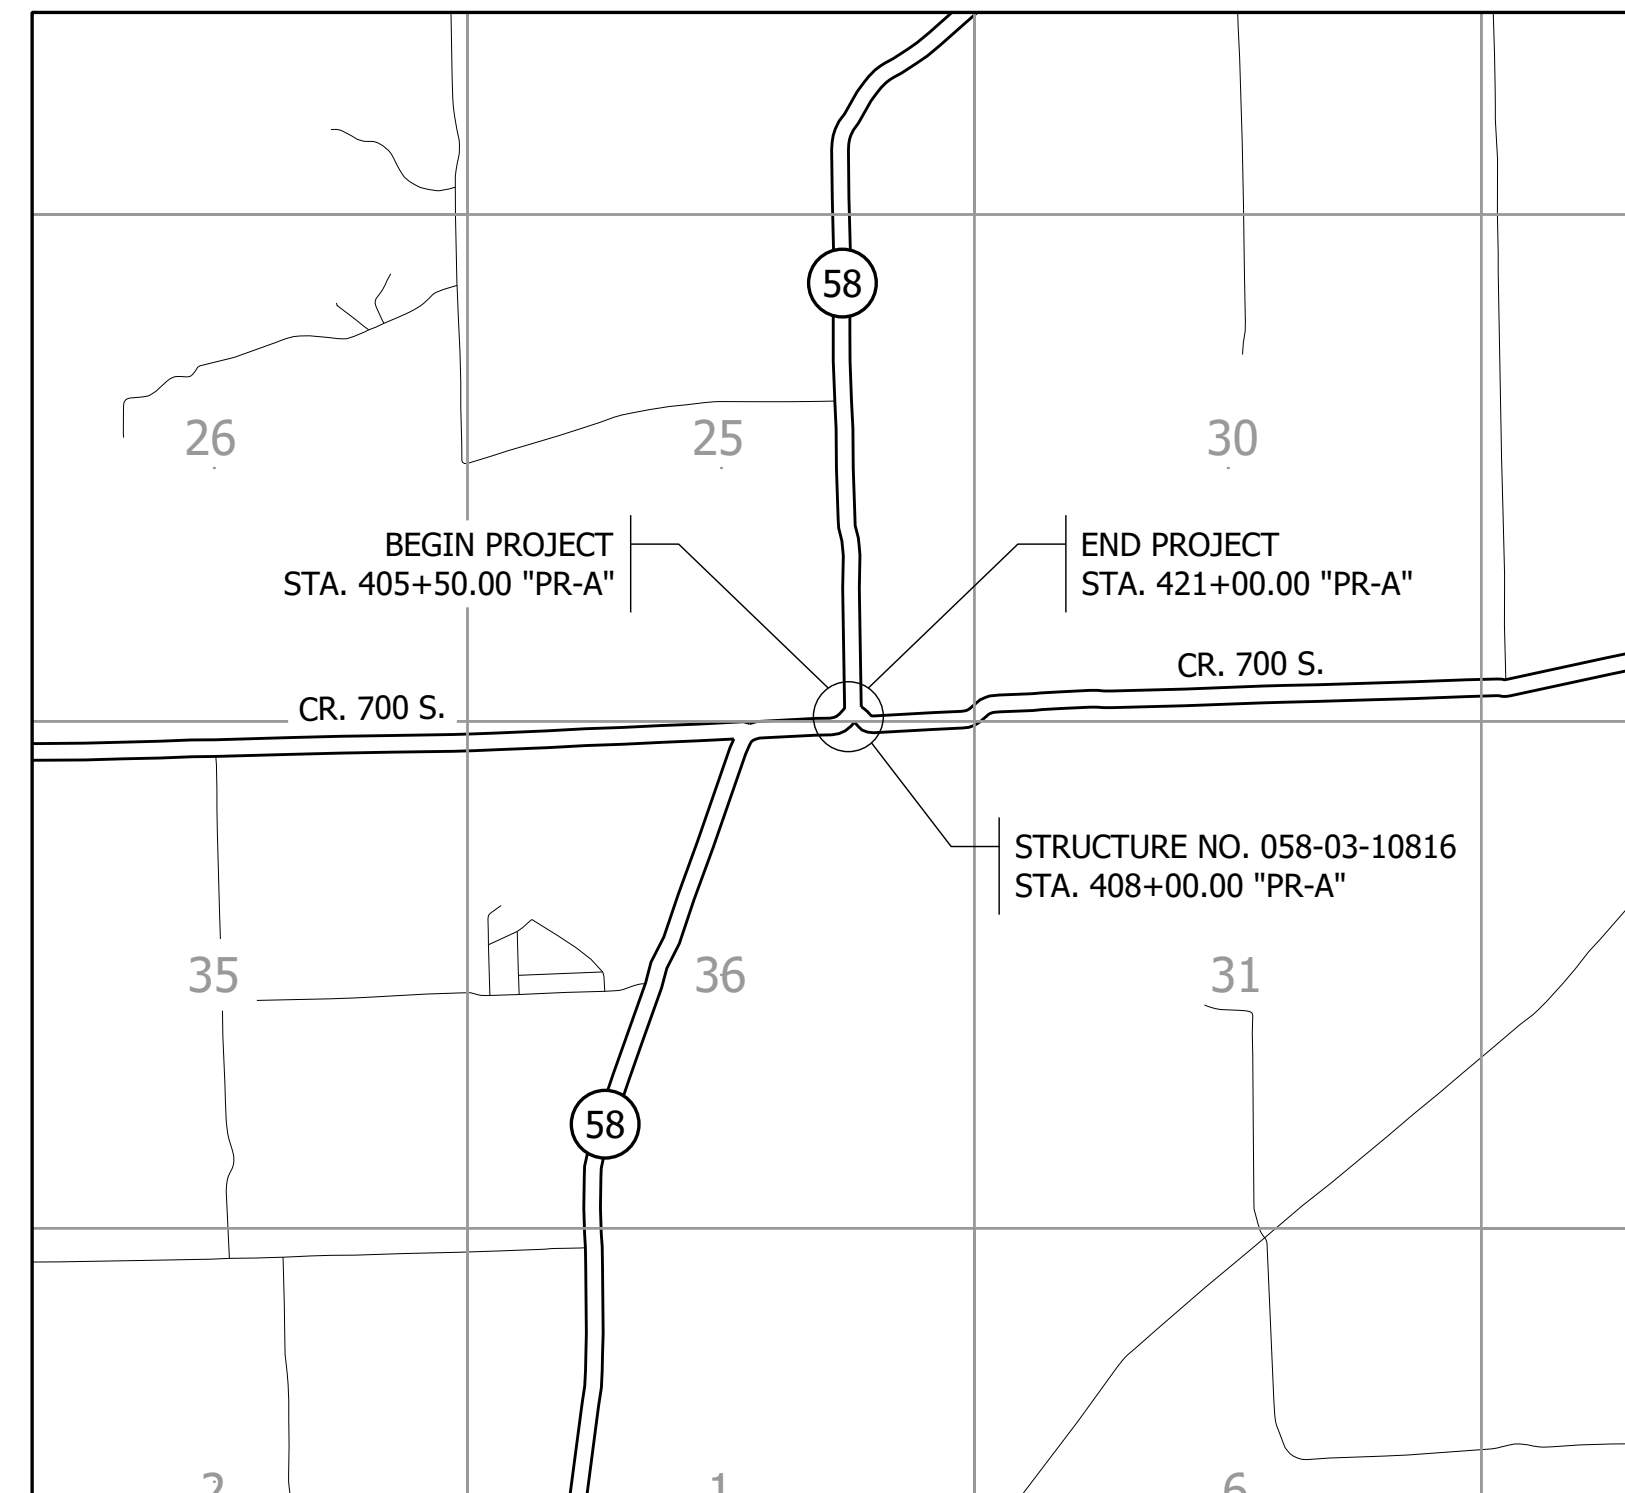 58
26
25
30
BEGIN PROJECT
STA. 405+50.00 "PR-A"
END PROJECT
STA. 421+00.00 "PR-A"
CR. 700 S.
CR. 700 S.
STRUCTURE NO. 058-03-10816
STA. 408+00.00 "PR-A"
35
36
31
58
2
1
6